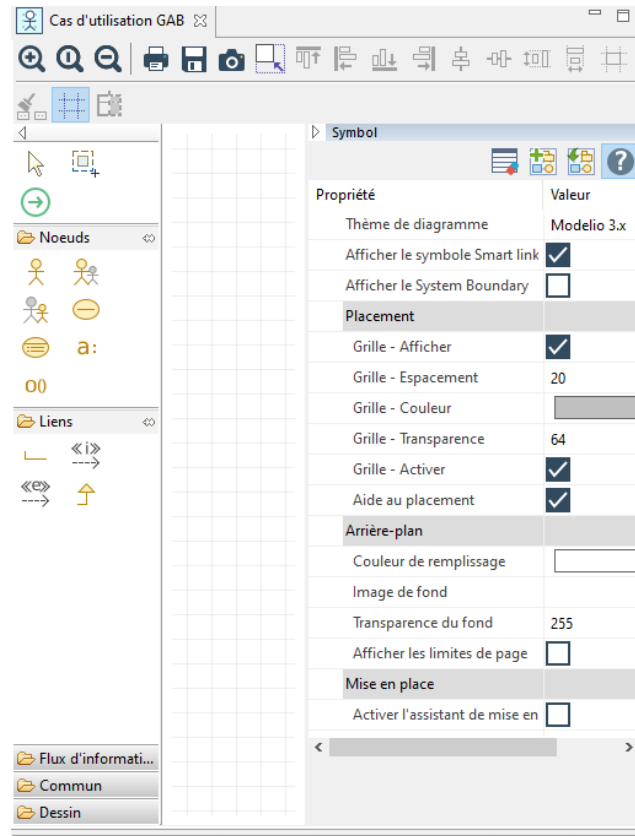 Cas d'utilisation GAB
Symbol
Propriété Valeur
Noeuds
Thème de diagramme Modelio 3.x
Afficher le symbole Smart link
Afficher le System Boundary
Placement
a:
Grille - Afficher
O()
Grille - Espacement 20
Liens
Grille - Couleur
«i»
Grille - Transparence 64
«e»
Grille - Activer
Aide au placement
Arrière-plan
Couleur de remplissage
Image de fond
Transparence du fond 255
Afficher les limites de page
Mise en place
Activer l'assistant de mise en
Flux d'informati...
Commun
Dessin